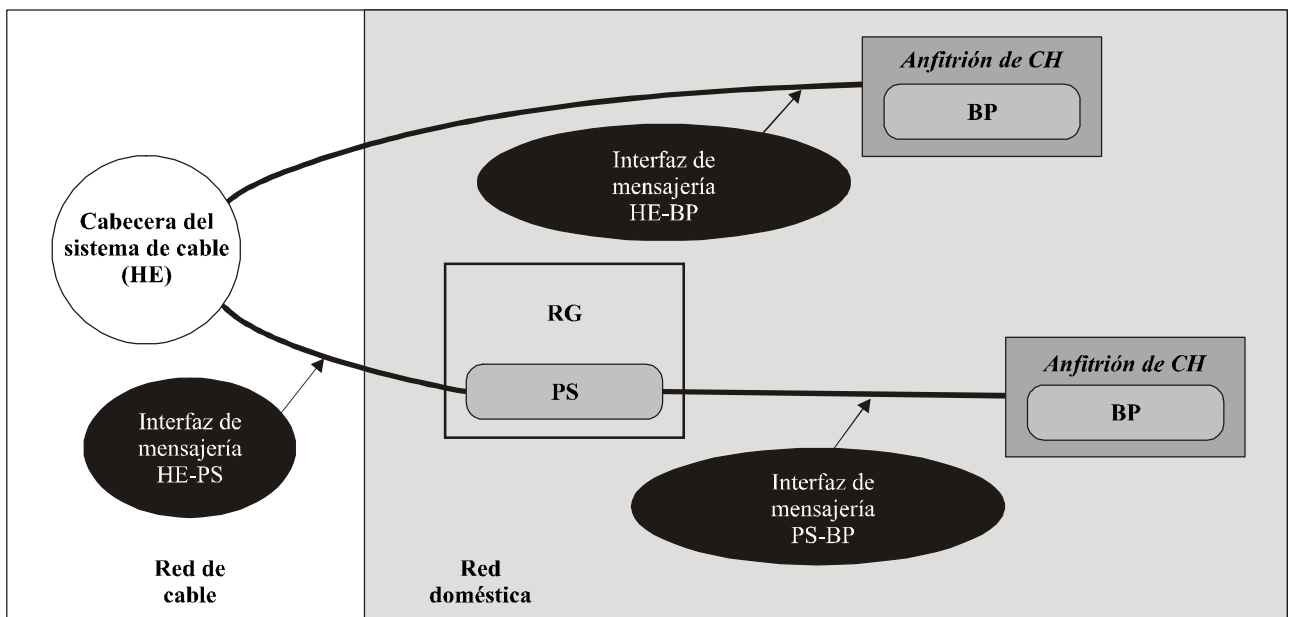 Anfitrión de CH
BP
Interfaz de
mensajería
HE-BP
Cabecera del
sistema de cable
(HE)
RG
PS
Anfitrión de CH
BP
Interfaz de
mensajería
HE-PS
Interfaz de
mensajería
PS-BP
Red de
cable
Red
doméstica